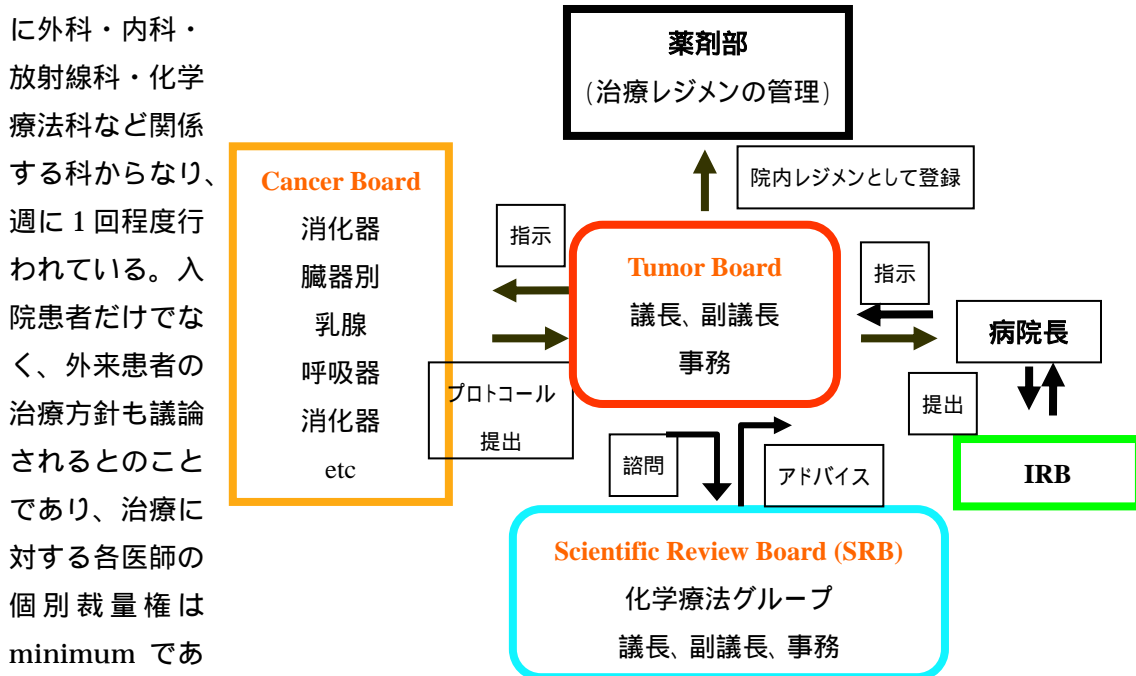 に外科・内科・
放射線科・化学
療法科など関係
する科からなり、
週に 1 回程度行
われている。入
院患者だけでな
く、外来患者の
治療方針も議論
されるとのこと
であり、治療に
対する各医師の
個別裁量権は
minimum であ
薬剤部
(治療レジメンの管理)
院内レジメンとして登録
Cancer Board
消化器
臓器別
乳腺
呼吸器
消化器
etc
指示
プロトコール
提出
Tumor Board
議長、副議長
事務
指示
病院長
提出
IRB
諮問
アドバイス
Scientific Review Board (SRB)
化学療法グループ
議長、副議長、事務